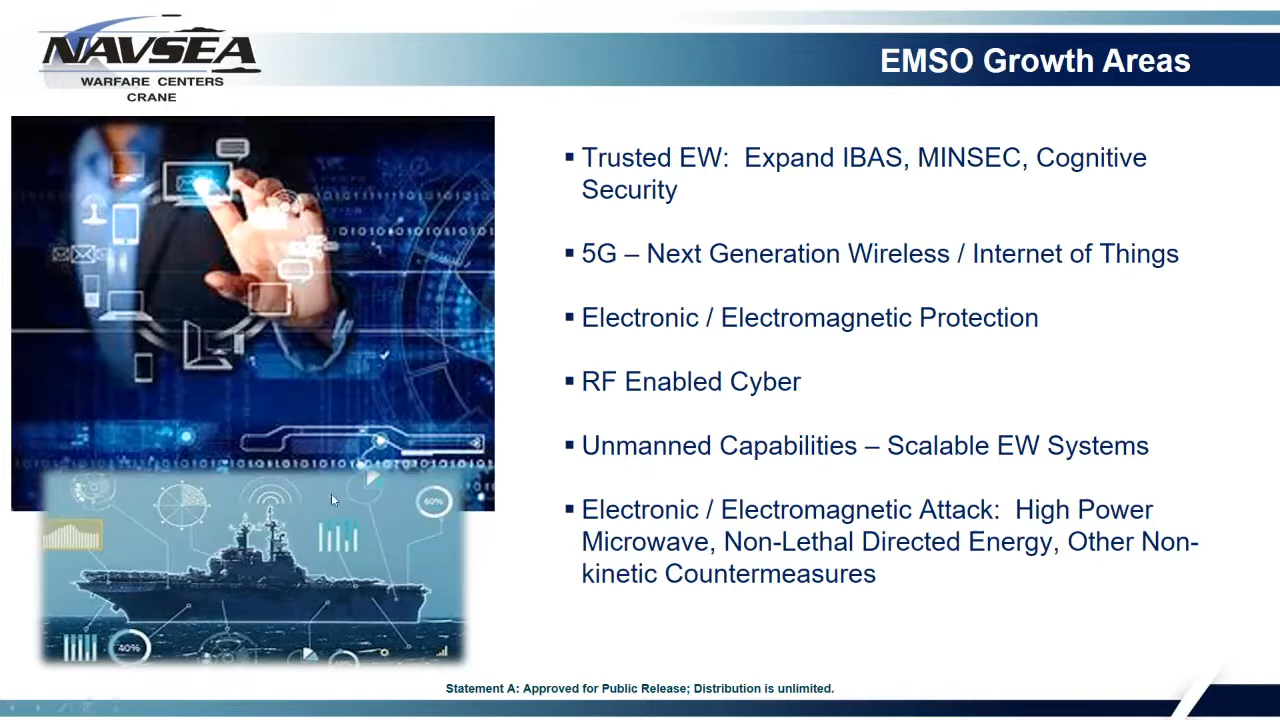 NAVSEA
WARFARE CENTERS
CRANE
EMSO Growth Areas
▪ Trusted EW:  Expand IBAS, MINSEC, Cognitive
Security
▪ 5G – Next Generation Wireless / Internet of Things
▪ Electronic / Electromagnetic Protection
▪ RF Enabled Cyber
▪ Unmanned Capabilities – Scalable EW Systems
▪ Electronic / Electromagnetic Attack:  High Power
Microwave, Non-Lethal Directed Energy, Other Non-
kinetic Countermeasures
60%
40%
Statement A: Approved for Public Release; Distribution is unlimited.